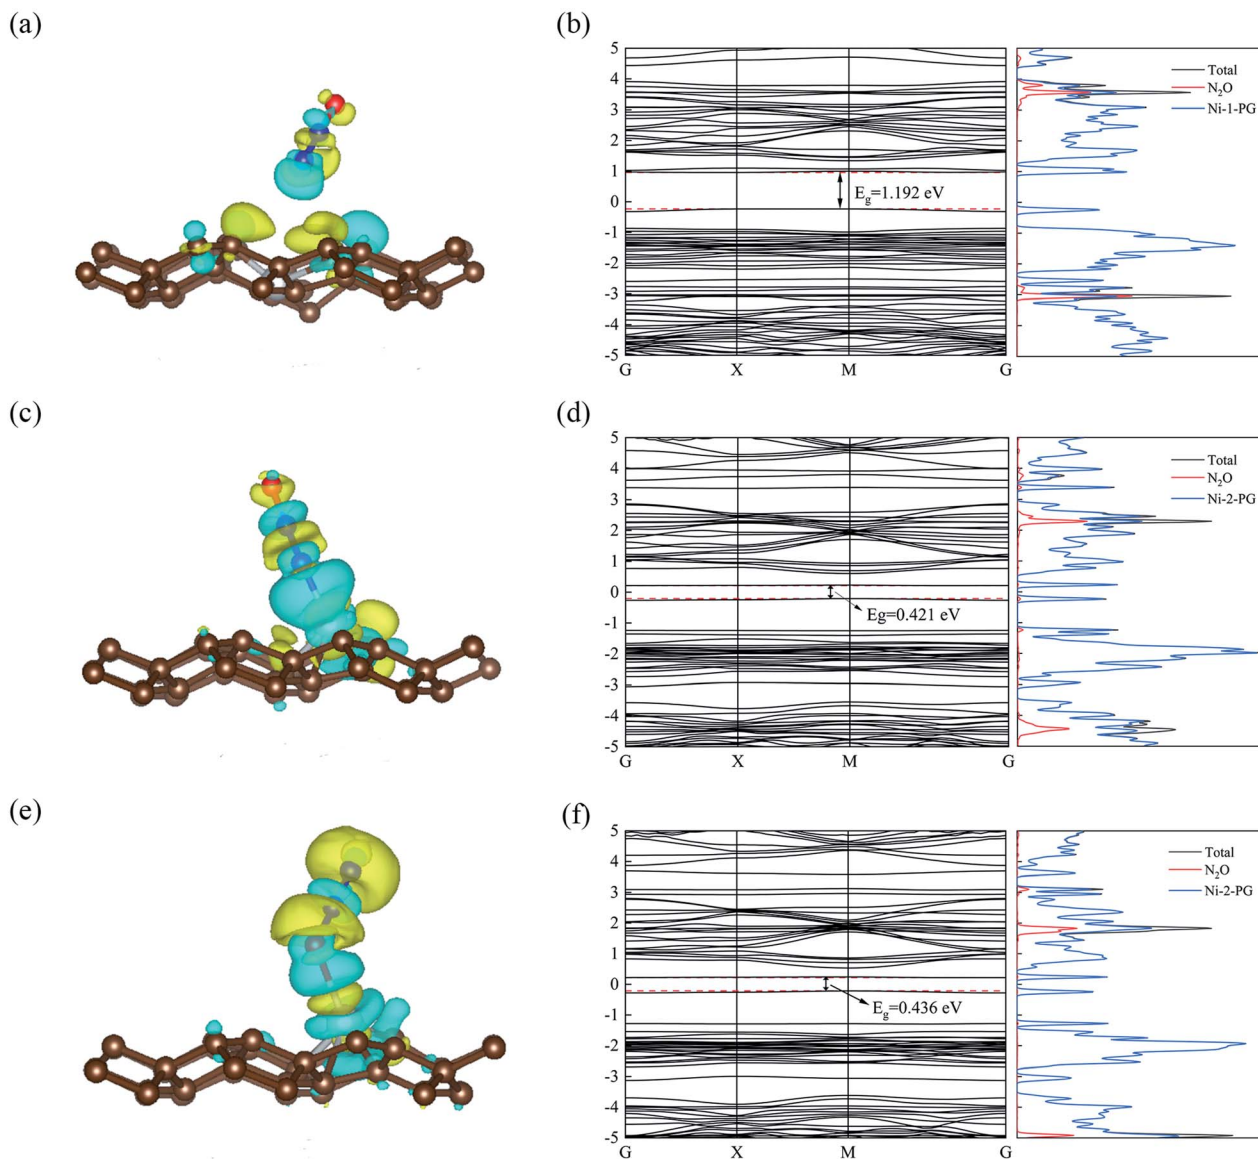 (a)
(b)
5
4
3
2
1
0
-1
-2
-3
-4
-5
G X M G
E_g=1.192 eV
Total
N₂O
Ni-1-PG
(c)
(d)
5
4
3
2
1
0
-1
-2
-3
-4
-5
G X M G
Eg=0.421 eV
Total
N₂O
Ni-2-PG
(e)
(f)
5
4
3
2
1
0
-1
-2
-3
-4
-5
G X M G
E_g=0.436 eV
Total
N₂O
Ni-2-PG